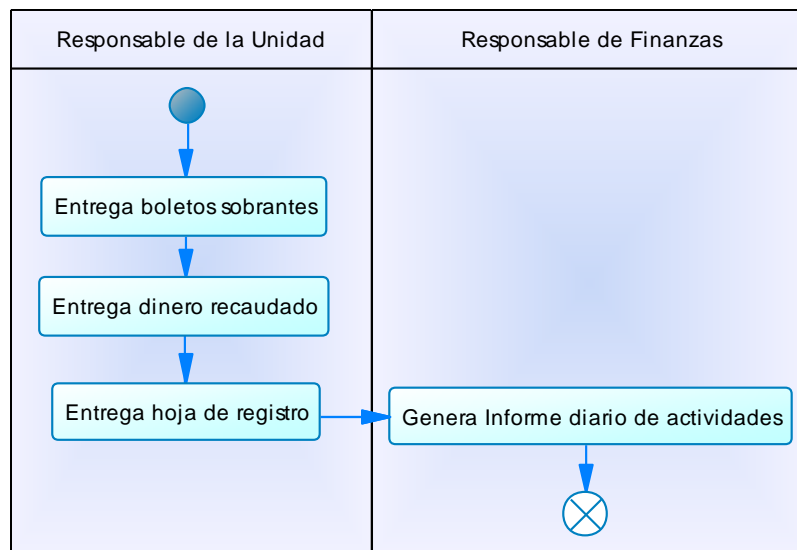 Responsable de la Unidad
Responsable de Finanzas
Entrega boletos sobrantes
Entrega dinero recaudado
Entrega hoja de registro
Genera Informe diario de actividades